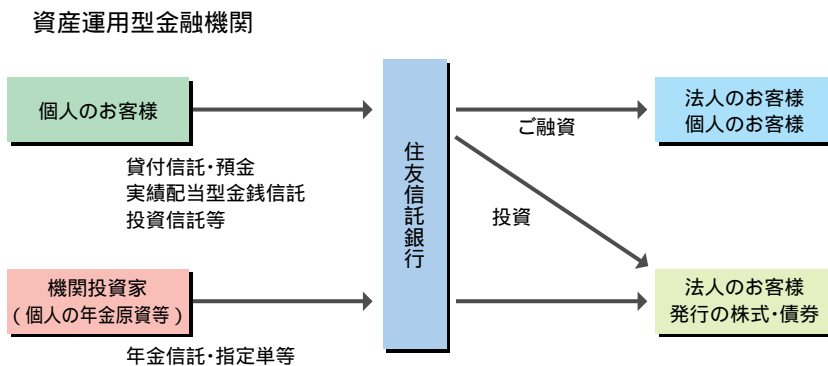 資産運用型金融機関
個人のお客様
貸付信託・預金
実績配当型金銭信託
投資信託等
機関投資家
(個人の年金原資等)
年金信託・指定単等
住友信託銀行
ご融資
投資
法人のお客様
個人のお客様
法人のお客様
発行の株式・債券